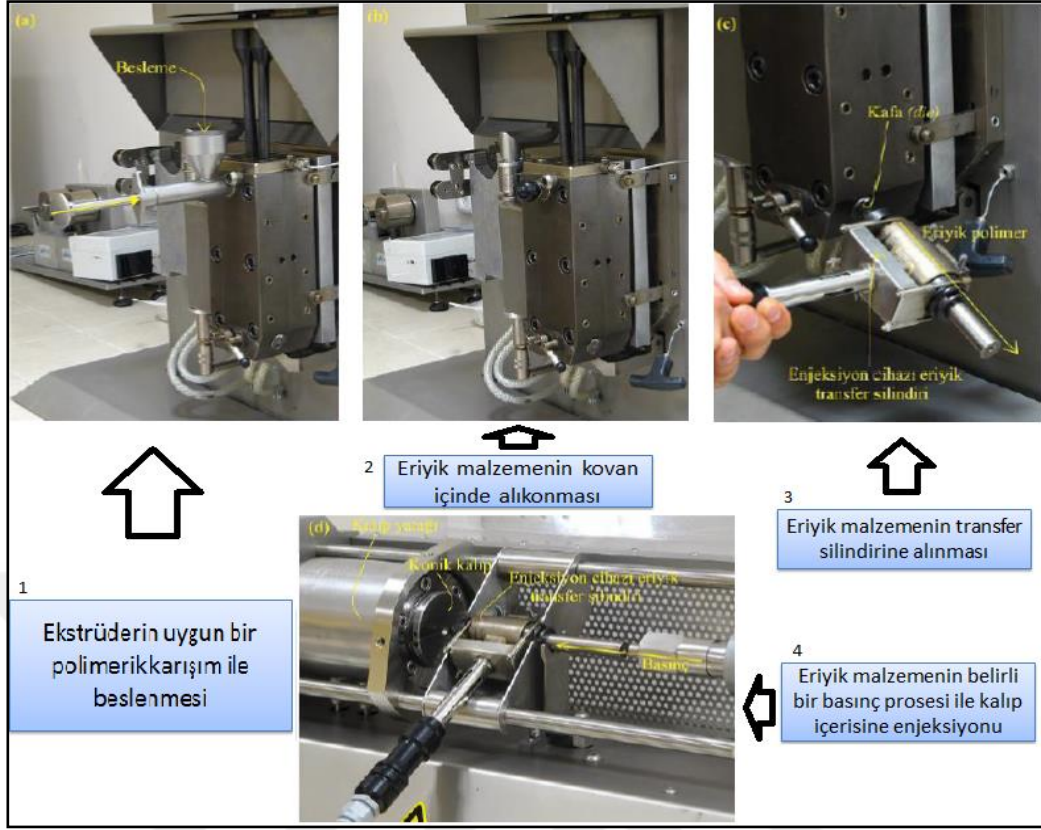 (a)
Besleme
(b)
(c)
Kafa (die)
Eriyik polimer
Enjeksiyon cihazı eriyik
transfer silindiri
2
Eriyik malzemenin kovan
içinde alıkonması
3
Eriyik malzemenin transfer
silindirine alınması
1
Ekstrüderin uygun bir
polimerikkarışım ile
beslenmesi
(d)
Kalıp yatağı
Konik kalıp
Enjeksiyon cihazı eriyik
transfer silindiri
Basınç
4
Eriyik malzemenin belirli
bir basınç prosesi ile kalıp
içerisine enjeksiyonu